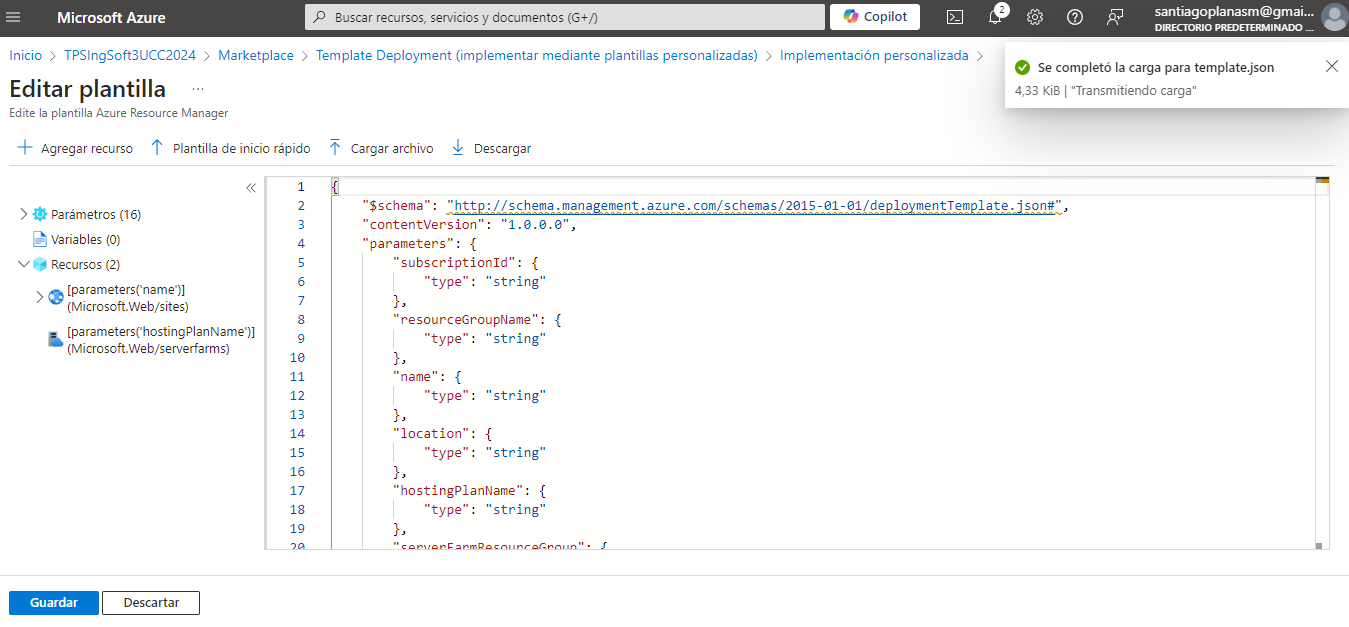 Microsoft Azure
Buscar recursos, servicios y documentos (G+/)
Copilot
2
santiagoplanasm@gmai...
DIRECTORIO PREDETERMINADO ...
Inicio > TPSIngSoft3UCC2024 > Marketplace > Template Deployment (implementar mediante plantillas personalizadas) > Implementación personalizada >
Se completó la carga para template.json
4,33 KiB | "Transmitiendo carga"
Editar plantilla ...
Edite la plantilla Azure Resource Manager
Agregar recurso
Plantilla de inicio rápido
Cargar archivo
Descargar
Parámetros (16)
Variables (0)
Recursos (2)
[parameters('name')]
(Microsoft.Web/sites)
[parameters('hostingPlanName')]
(Microsoft.Web/serverfarms)
1 {
2 "$schema": "http://schema.management.azure.com/schemas/2015-01-01/deploymentTemplate.json#",
3 "contentVersion": "1.0.0.0",
4 "parameters": {
5 "subscriptionId": {
6 "type": "string"
7 },
8 "resourceGroupName": {
9 "type": "string"
10 },
11 "name": {
12 "type": "string"
13 },
14 "location": {
15 "type": "string"
16 },
17 "hostingPlanName": {
18 "type": "string"
19 },
20 "serverFarmResourceGroup": {
Guardar
Descartar